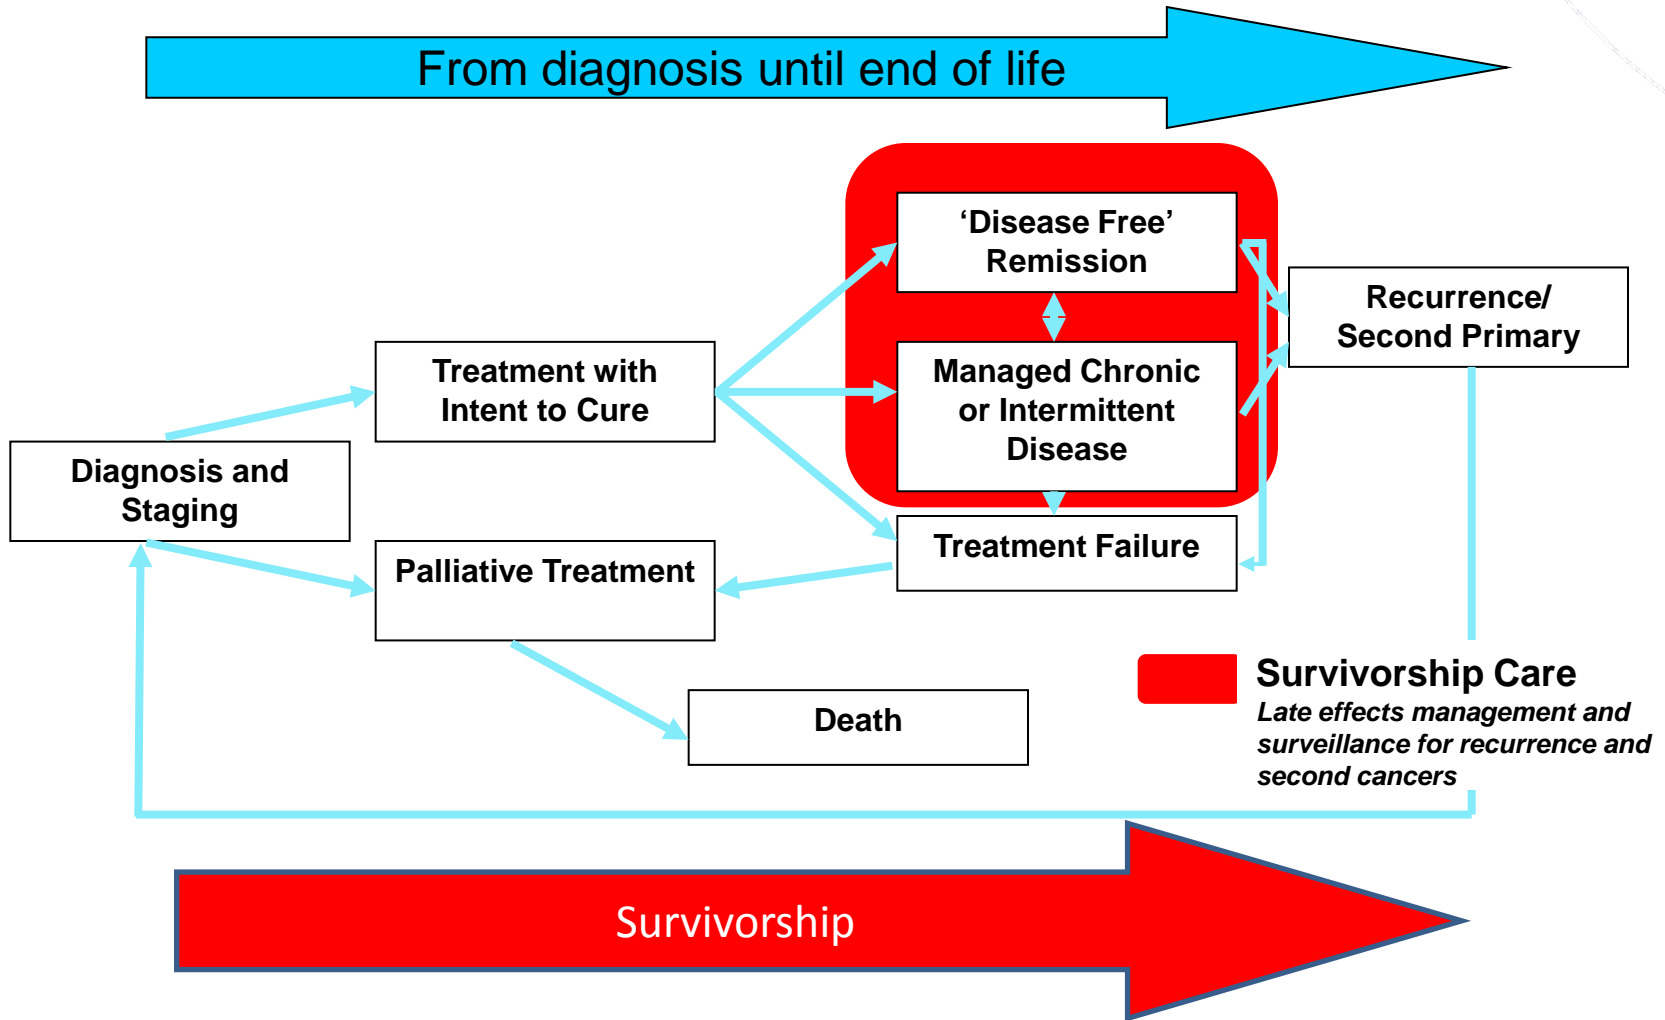 From diagnosis until end of life
‘Disease Free’
Remission
Recurrence/
Second Primary
Treatment with
Intent to Cure
Managed Chronic
or Intermittent
Disease
Diagnosis and
Staging
Treatment Failure
Palliative Treatment
Survivorship Care
Late effects management and
surveillance for recurrence and
second cancers
Death
Survivorship